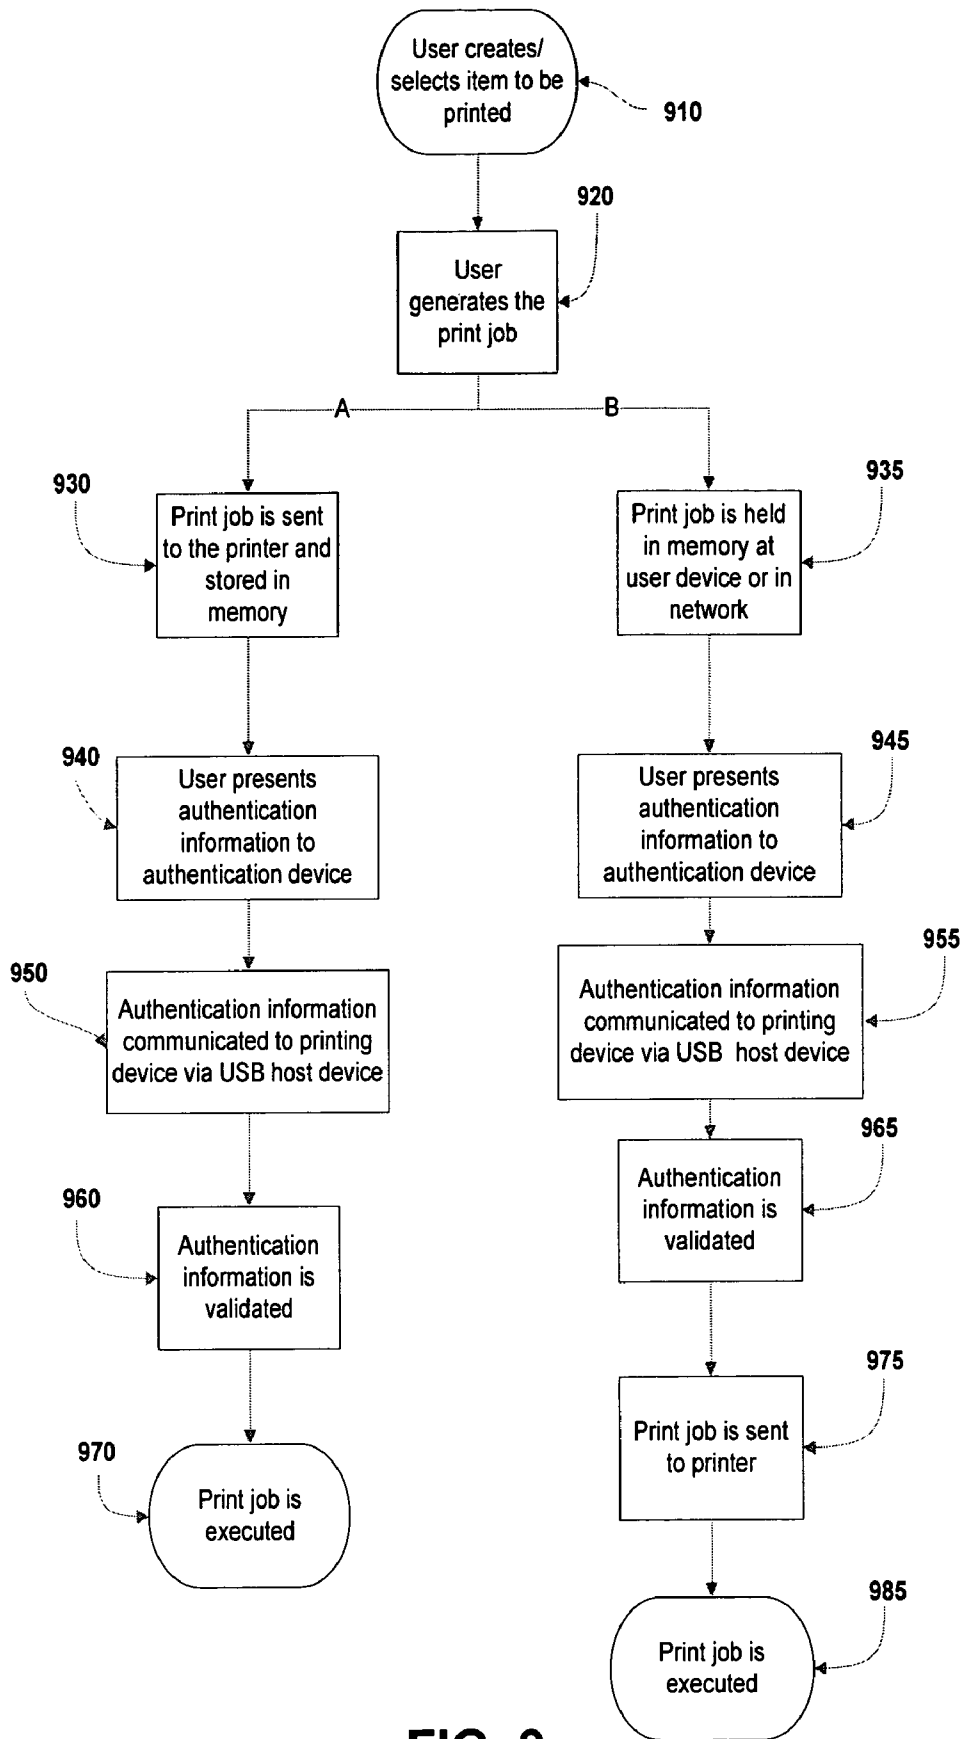 User creates/
selects item to be
printed
910
920
User
generates the
print job
A
B
930
Print job is sent
to the printer and
stored in
memory
935
Print job is held
in memory at
user device or in
network
940
User presents
authentication
information to
authentication device
945
User presents
authentication
information to
authentication device
950
Authentication information
communicated to printing
device via USB host device
955
Authentication information
communicated to printing
device via USB host device
960
Authentication
information is
validated
965
Authentication
information is
validated
970
Print job is
executed
975
Print job is sent
to printer
985
Print job is
executed